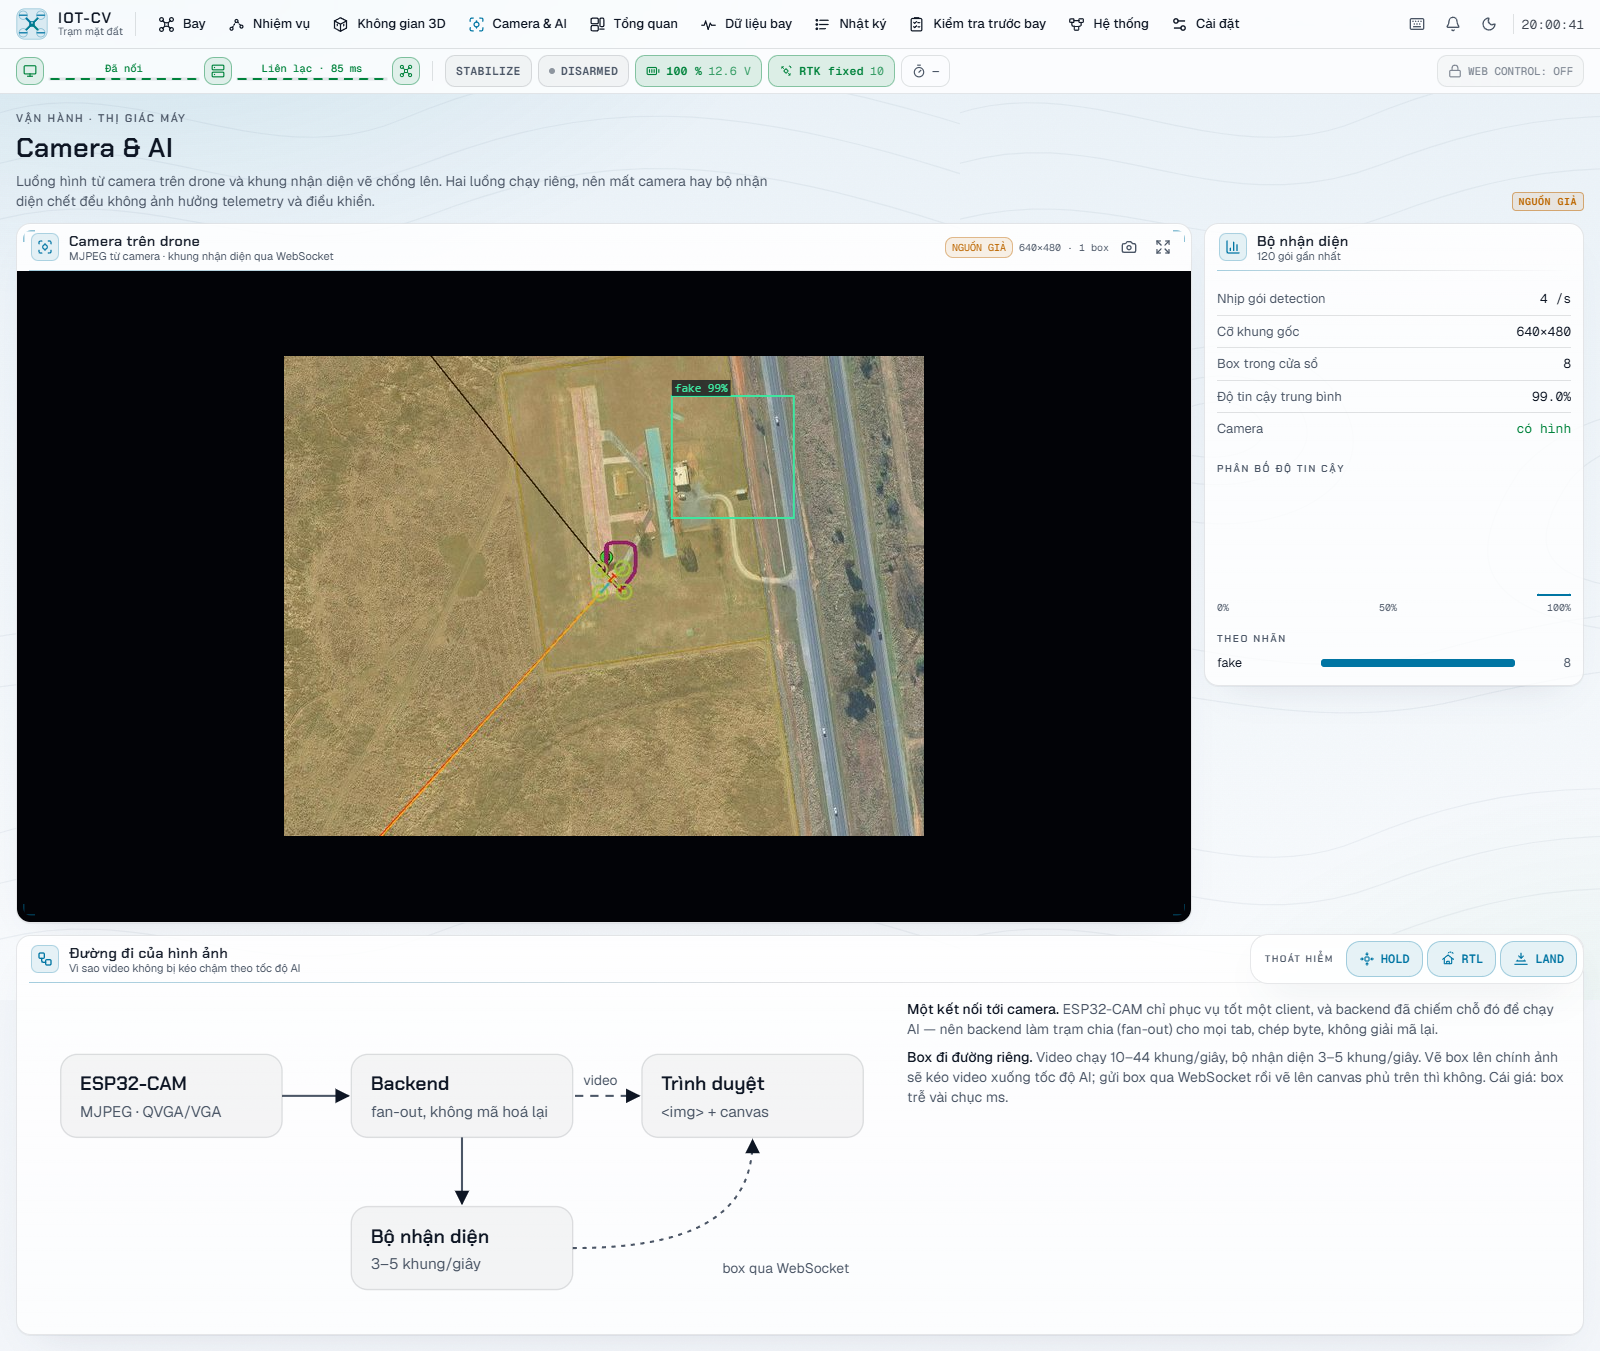 IOT-CV
Trạm mặt đất
Bay
Nhiệm vụ
Không gian 3D
Camera & AI
Tổng quan
Dữ liệu bay
Nhật ký
Kiểm tra trước bay
Hệ thống
Cài đặt
20:00:41
Đã nối
Liên lạc · 85 ms
STABILIZE
DISARMED
100 % 12.6 V
RTK fixed 10
—
WEB CONTROL: OFF
VẬN HÀNH · THỊ GIÁC MÁY
Camera & AI
Luồng hình từ camera trên drone và khung nhận diện vẽ chồng lên. Hai luồng chạy riêng, nên mất camera hay bộ nhận
diện chết đều không ảnh hưởng telemetry và điều khiển.
NGUỒN GIẢ
Camera trên drone
MJPEG từ camera · khung nhận diện qua WebSocket
NGUỒN GIẢ
640×480 · 1 box
fake 99%
Bộ nhận diện
120 gói gần nhất
Nhịp gói detection
4 /s
Cỡ khung gốc
640×480
Box trong cửa sổ
8
Độ tin cậy trung bình
99.0%
Camera
có hình
PHÂN BỐ ĐỘ TIN CẬY
0%
50%
100%
THEO NHÃN
fake
8
Đường đi của hình ảnh
Vì sao video không bị kéo chậm theo tốc độ AI
THOÁT HIỂM
HOLD
RTL
LAND
ESP32-CAM
MJPEG · QVGA/VGA
Backend
fan-out, không mã hoá lại
video
Trình duyệt
<img> + canvas
Bộ nhận diện
3–5 khung/giây
box qua WebSocket
Một kết nối tới camera. ESP32-CAM chỉ phục vụ tốt một client, và backend đã chiếm chỗ đó để chạy
AI — nên backend làm trạm chia (fan-out) cho mọi tab, chép byte, không giải mã lại.
Box đi đường riêng. Video chạy 10–44 khung/giây, bộ nhận diện 3–5 khung/giây. Vẽ box lên chính ảnh
sẽ kéo video xuống tốc độ AI; gửi box qua WebSocket rồi vẽ lên canvas phủ trên thì không. Cái giá: box
trễ vài chục ms.